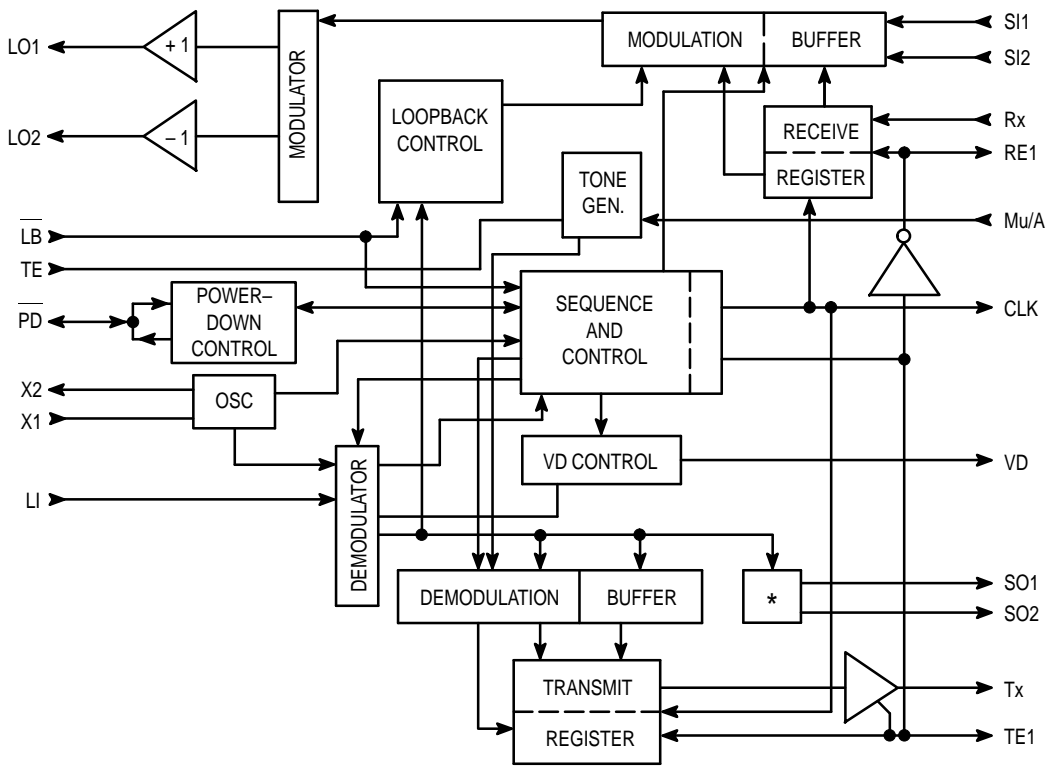 LO1
+1
MODULATOR
MODULATION
BUFFER
SI1
SI2
LO2
–1
LOOPBACK
CONTROL
RECEIVE
REGISTER
Rx
RE1
TONE
GEN.
Mu/A
LB
TE
PD
POWER–
DOWN
CONTROL
SEQUENCE
AND
CONTROL
CLK
X2
X1
OSC
VD CONTROL
VD
LI
DEMODULATOR
DEMODULATION
BUFFER
*
SO1
SO2
TRANSMIT
REGISTER
Tx
TE1